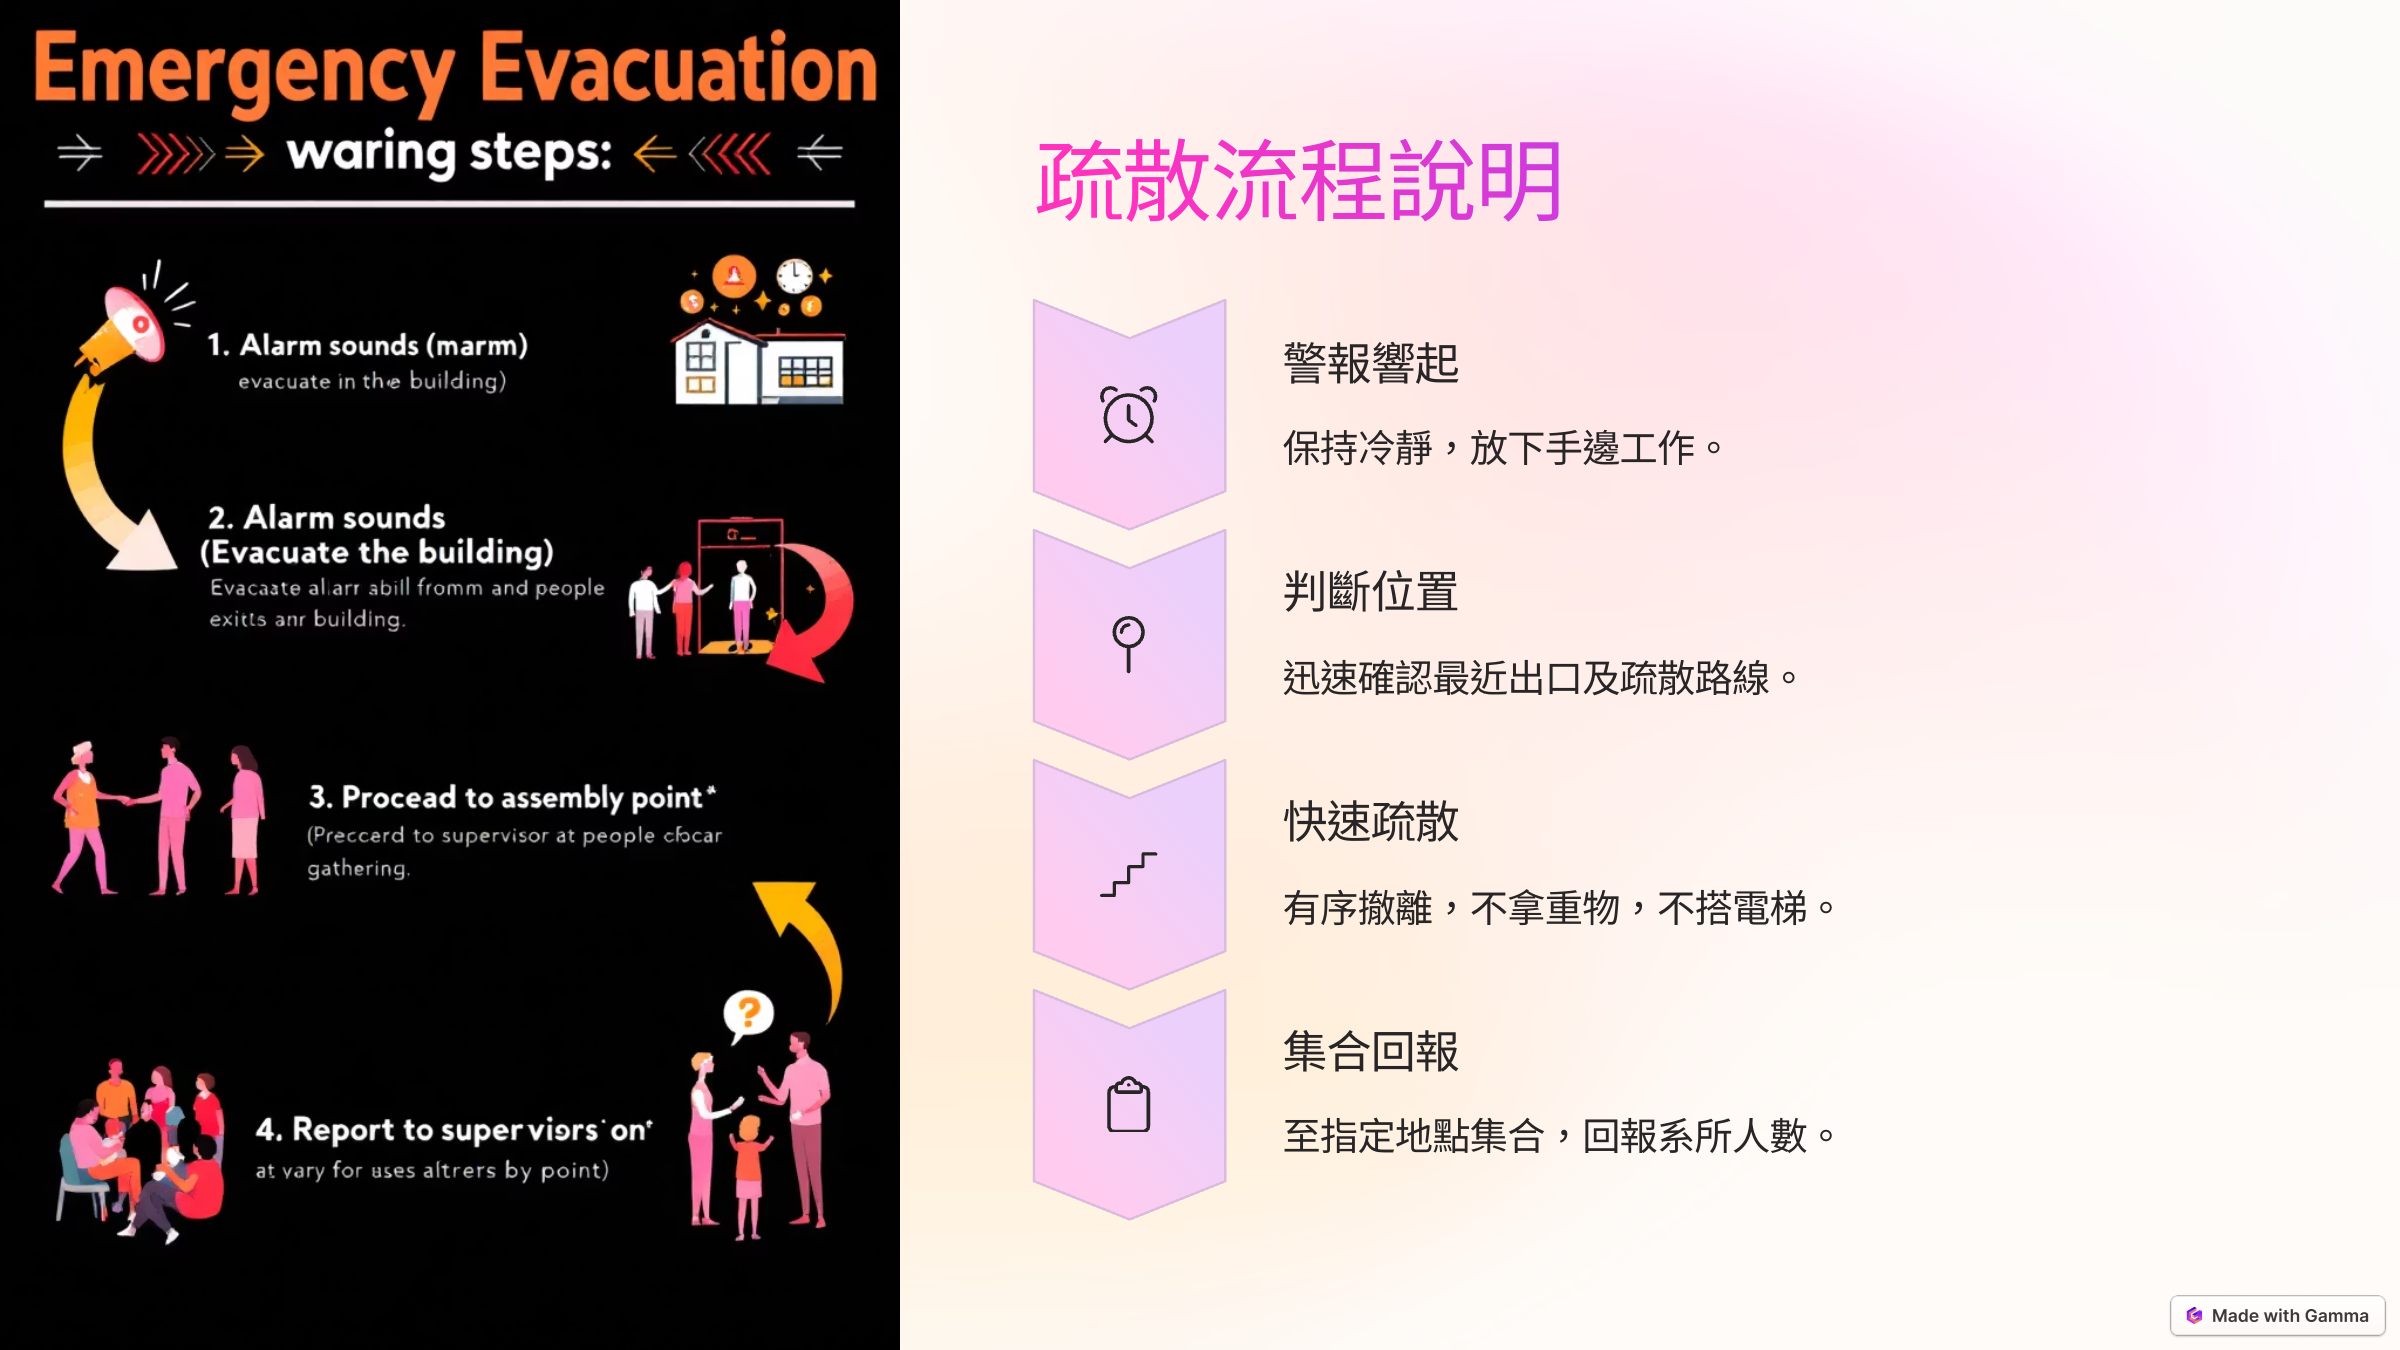 Emergency Evacuation
waring steps:
1. Alarm sounds (marm)
evacuate in the building)
2. Alarm sounds
(Evacuate the building)
Evacaate allarr abill fromm and people
exitts anr building.
3. Procead to assembly point*
(Preccerd to supervisor at people cfocar
gathering.
4. Report to superviers on*
at vary for uses altrers by point)
疏散流程說明
警報響起
保持冷靜，放下手邊工作。
判斷位置
迅速確認最近出口及疏散路線。
快速疏散
有序撤離，不拿重物，不搭電梯。
集合回報
至指定地點集合，回報系所人數。
Made with Gamma